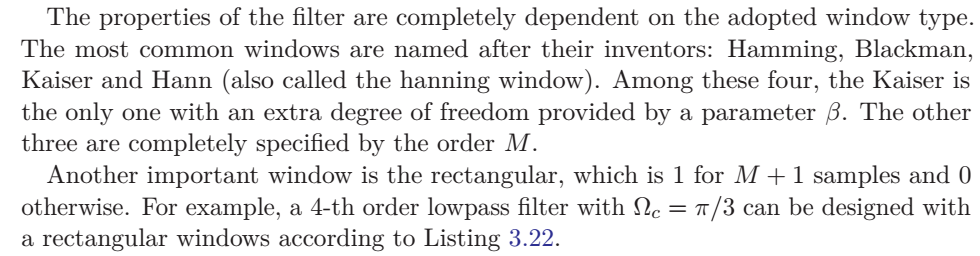 The properties of the filter are completely dependent on the adopted window type.
The most common windows are named after their inventors: Hamming, Blackman,
Kaiser and Hann (also called the hanning window). Among these four, the Kaiser is
the only one with an extra degree of freedom provided by a parameter β. The other
three are completely specified by the order M.
Another important window is the rectangular, which is 1 for M + 1 samples and 0
otherwise. For example, a 4-th order lowpass filter with Ωc = π/3 can be designed with
a rectangular windows according to Listing 3.22.